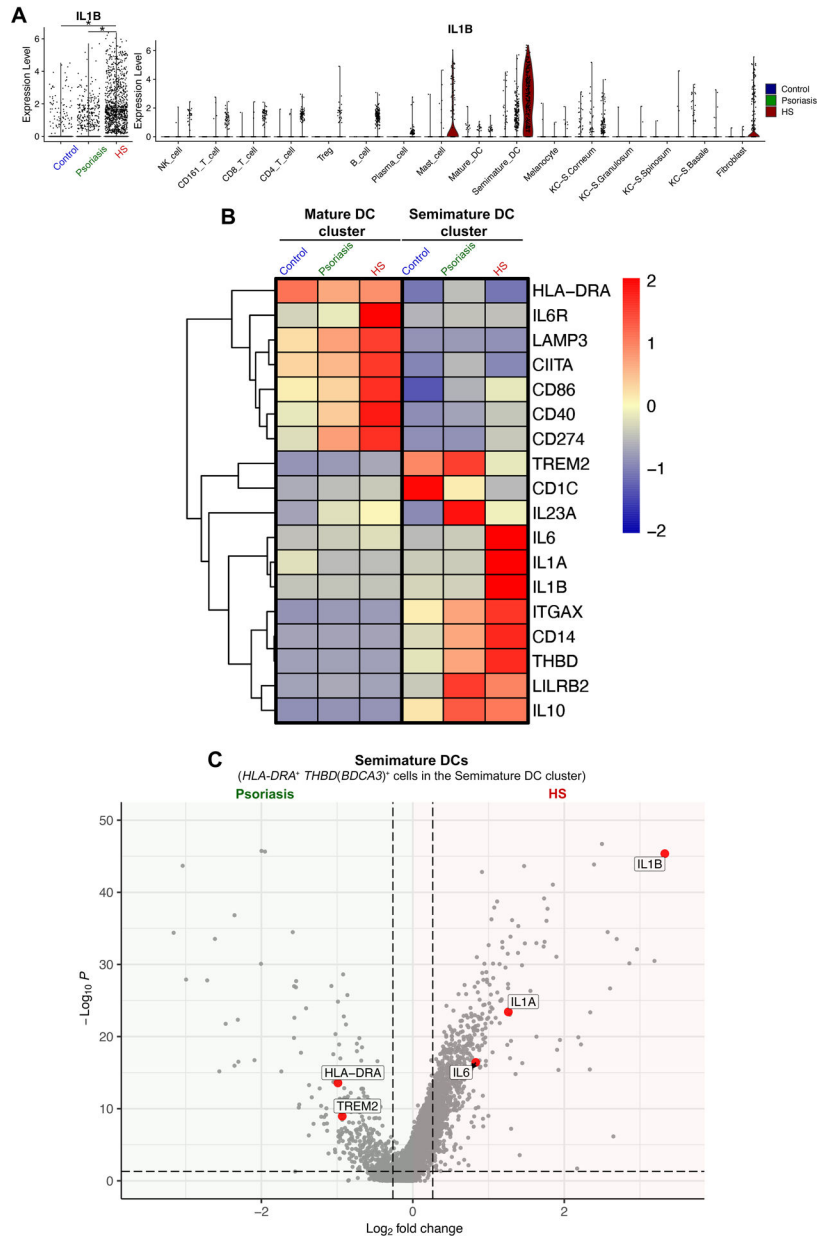 A
IL1B
*
*
Expression Level
6
4
2
0
Control
Psoriasis
HS
IL1B
Expression Level
6
4
2
0
NK_cell
CD161_T_cell
CD8_T_cell
CD4_T_cell
Treg
B_cell
Plasma_cell
Mast_cell
Mature_DC
Semimature_DC
Melanocyte
KC−S.Corneum
KC−S.Granulosum
KC−S.Spinosum
KC−S.Basale
Fibroblast
Control
Psoriasis
HS
B
Mature DC cluster
Semimature DC cluster
Control
Psoriasis
HS
Control
Psoriasis
HS
HLA−DRA
IL6R
LAMP3
CIITA
CD86
CD40
CD274
TREM2
CD1C
IL23A
IL6
IL1A
IL1B
ITGAX
CD14
THBD
LILRB2
IL10
2
1
0
−1
−2
C
Semimature DCs
(HLA-DRA+ THBD(BDCA3)+ cells in the Semimature DC cluster)
Psoriasis
HS
50
40
30
20
10
0
− Log10 P
IL1B
IL1A
IL6
HLA−DRA
TREM2
−2
0
2
Log2 fold change